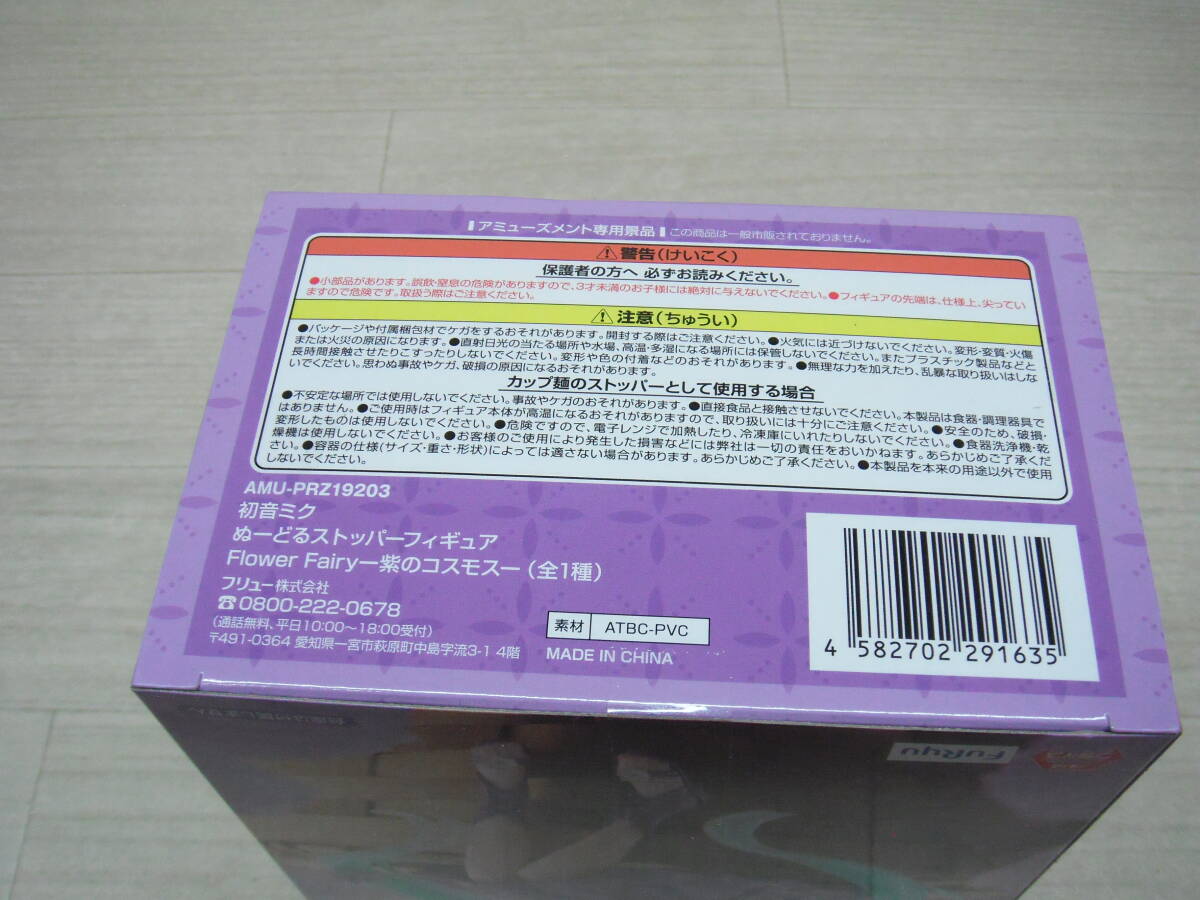 アミューズメント専用景品 この商品は一般市販されておりません。
⚠警告(けいこく)
保護者の方へ 必ずお読みください。
●小部品があります。誤飲・窒息の危険がありますので、3才未満のお子様には絶対に与えないでください。●フィギュアの先端は、仕様上、尖ってい
ますので危険です。取扱う際はご注意ください。
⚠注意(ちゅうい)
●パッケージや付属梱包材でケガをするおそれがあります。開封する際はご注意ください。●火気には近づけないでください。変形・変質・火傷
または火災の原因になります。●直射日光の当たる場所や水場、高温・多湿になる場所には保管しないでください。またプラスチック製品などと
長時間接触させたりこすったりしないでください。変形や色の付着などのおそれがあります。●無理な力を加えたり、乱暴な取り扱いはしな
いでください。思わぬ事故やケガ、破損の原因になるおそれがあります。
カップ麺のストッパーとして使用する場合
●不安定な場所では使用しないでください。事故やケガのおそれがあります。●直接食品と接触させないでください。本製品は食器・調理器具で
はありません。●ご使用時はフィギュア本体が高温になるおそれがありますので、取り扱いには十分にご注意ください。●安全のため、破損・
変形したものは使用しないでください。●危険ですので、電子レンジで加熱したり、冷凍庫にいれたりしないでください。●食器洗浄機・乾
燥機は使用しないでください。●お客様のご使用により発生した損害などには弊社は一切の責任をおいかねます。あらかじめご了承くだ
さい。●容器の仕様(サイズ・重さ・形状)によっては適さない場合があります。あらかじめご了承ください。●本製品を本来の用途以外で使用
しないでください。
AMU-PRZ19203
初音ミク
ぬーどるストッパーフィギュア
Flower Fairyー紫のコスモスー(全1種)
フリュー株式会社
☎0800-222-0678
(通話無料、平日10:00〜18:00受付)
〒491-0364 愛知県一宮市萩原町中島字流3-1 4階
素材 ATBC-PVC
MADE IN CHINA
4 582702 291635
FuRyu